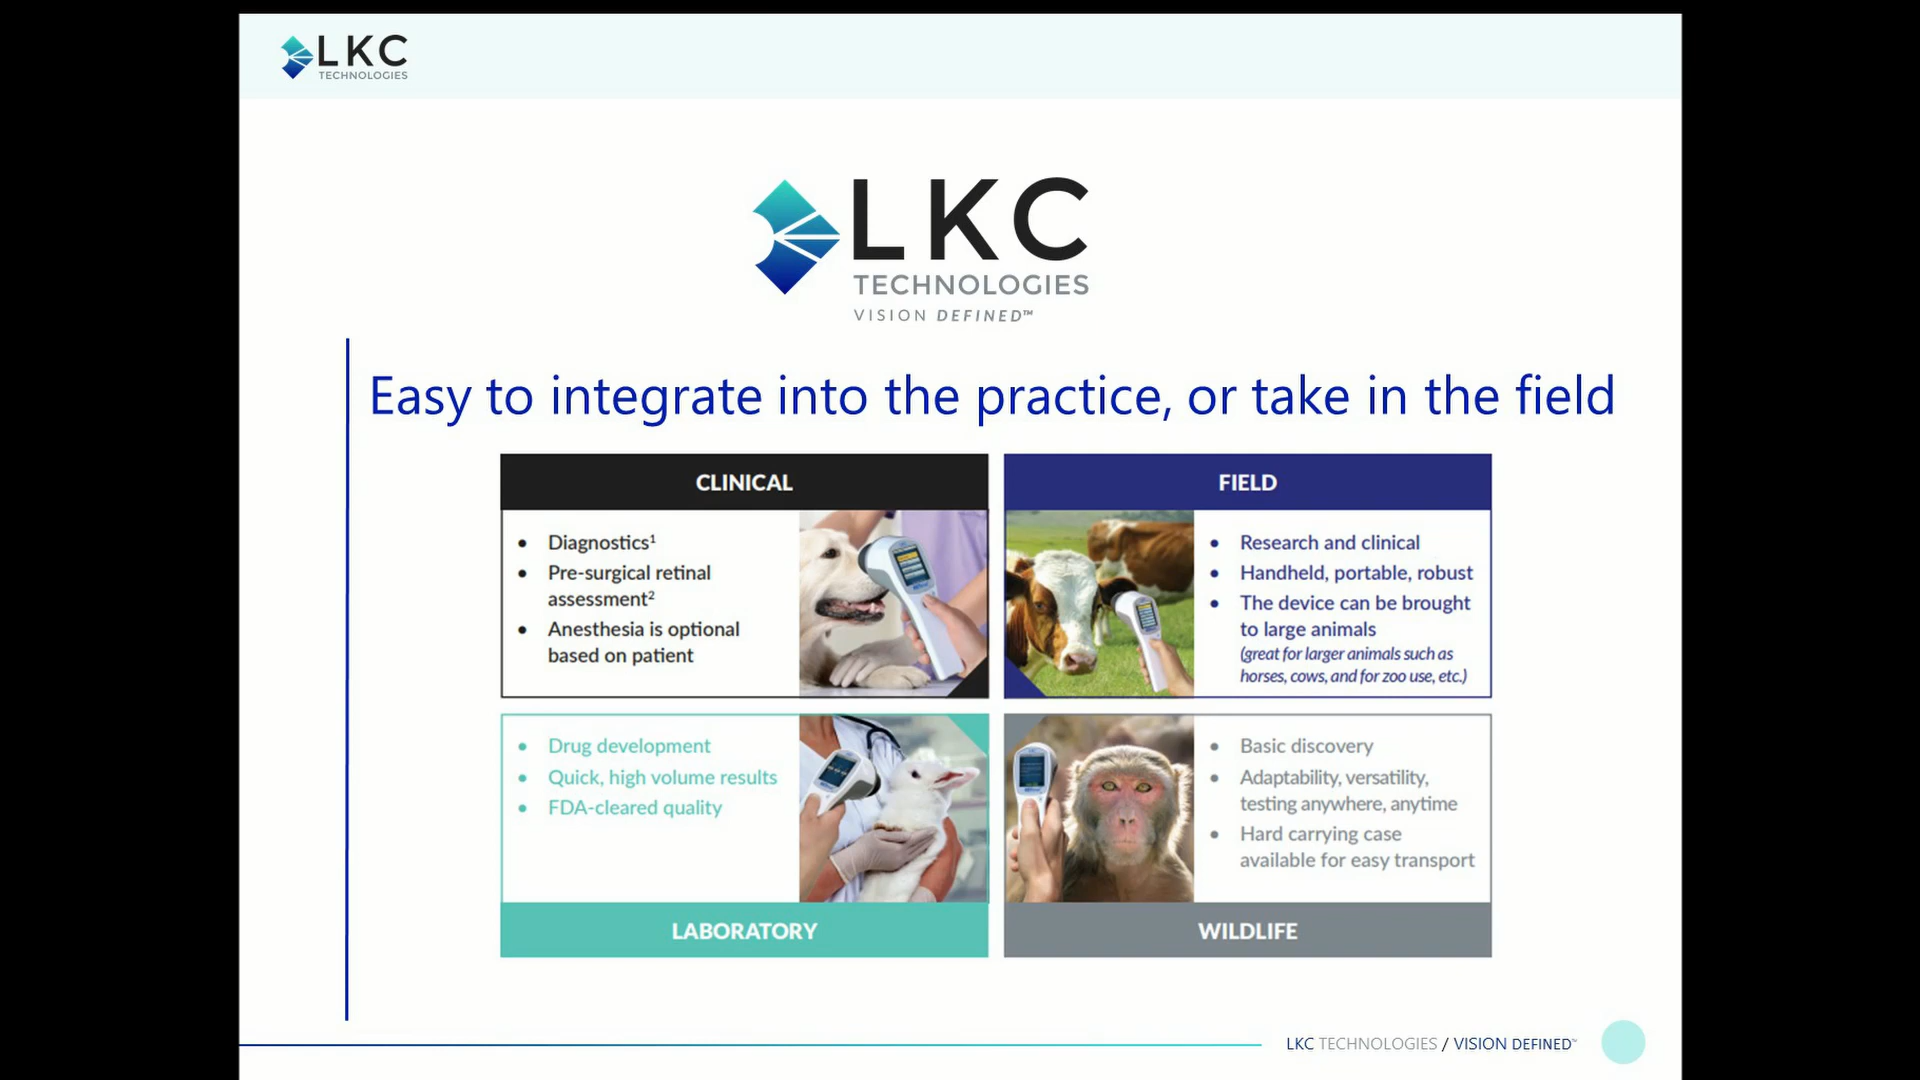 LKC
TECHNOLOGIES
LKC
TECHNOLOGIES
VISION DEFINED™
Easy to integrate into the practice, or take in the field
CLINICAL
• Diagnostics¹
• Pre-surgical retinal
assessment²
• Anesthesia is optional
based on patient
FIELD
• Research and clinical
• Handheld, portable, robust
• The device can be brought
to large animals
(great for larger animals such as
horses, cows, and for zoo use, etc.)
• Drug development
• Quick, high volume results
• FDA-cleared quality
LABORATORY
• Basic discovery
• Adaptability, versatility,
testing anywhere, anytime
• Hard carrying case
available for easy transport
WILDLIFE
LKC TECHNOLOGIES / VISION DEFINED™